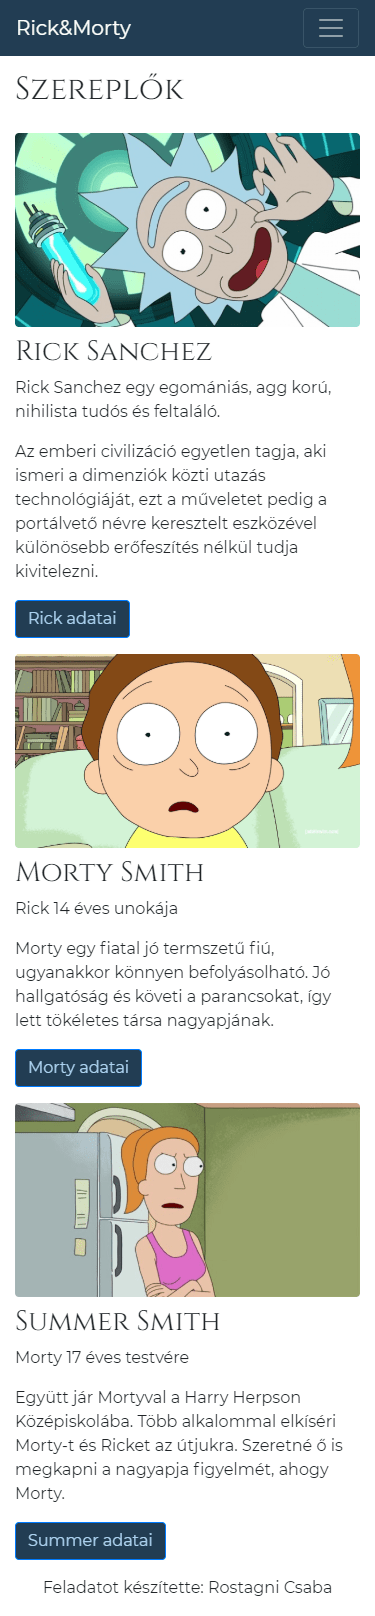 Rick&Morty
Szereplők
Rick Sanchez
Rick Sanchez egy egomániás, agg korú,
nihilista tudós és feltaláló.
Az emberi civilizáció egyetlen tagja, aki
ismeri a dimenziók közti utazás
technológiáját, ezt a műveletet pedig a
portálvető névre keresztelt eszközével
különösebb erőfeszítés nélkül tudja
kivitelezni.
Rick adatai
Morty Smith
Rick 14 éves unokája
Morty egy fiatal jó termszetű fiú,
ugyanakkor könnyen befolyásolható. Jó
hallgatóság és követi a parancsokat, így
lett tökéletes társa nagyapjának.
Morty adatai
Summer Smith
Morty 17 éves testvére
Együtt jár Mortyval a Harry Herpson
Középiskolába. Több alkalommal elkíséri
Morty-t és Ricket az útjukra. Szeretné ő is
megkapni a nagyapja figyelmét, ahogy
Morty.
Summer adatai
Feladatot készítette: Rostagni Csaba